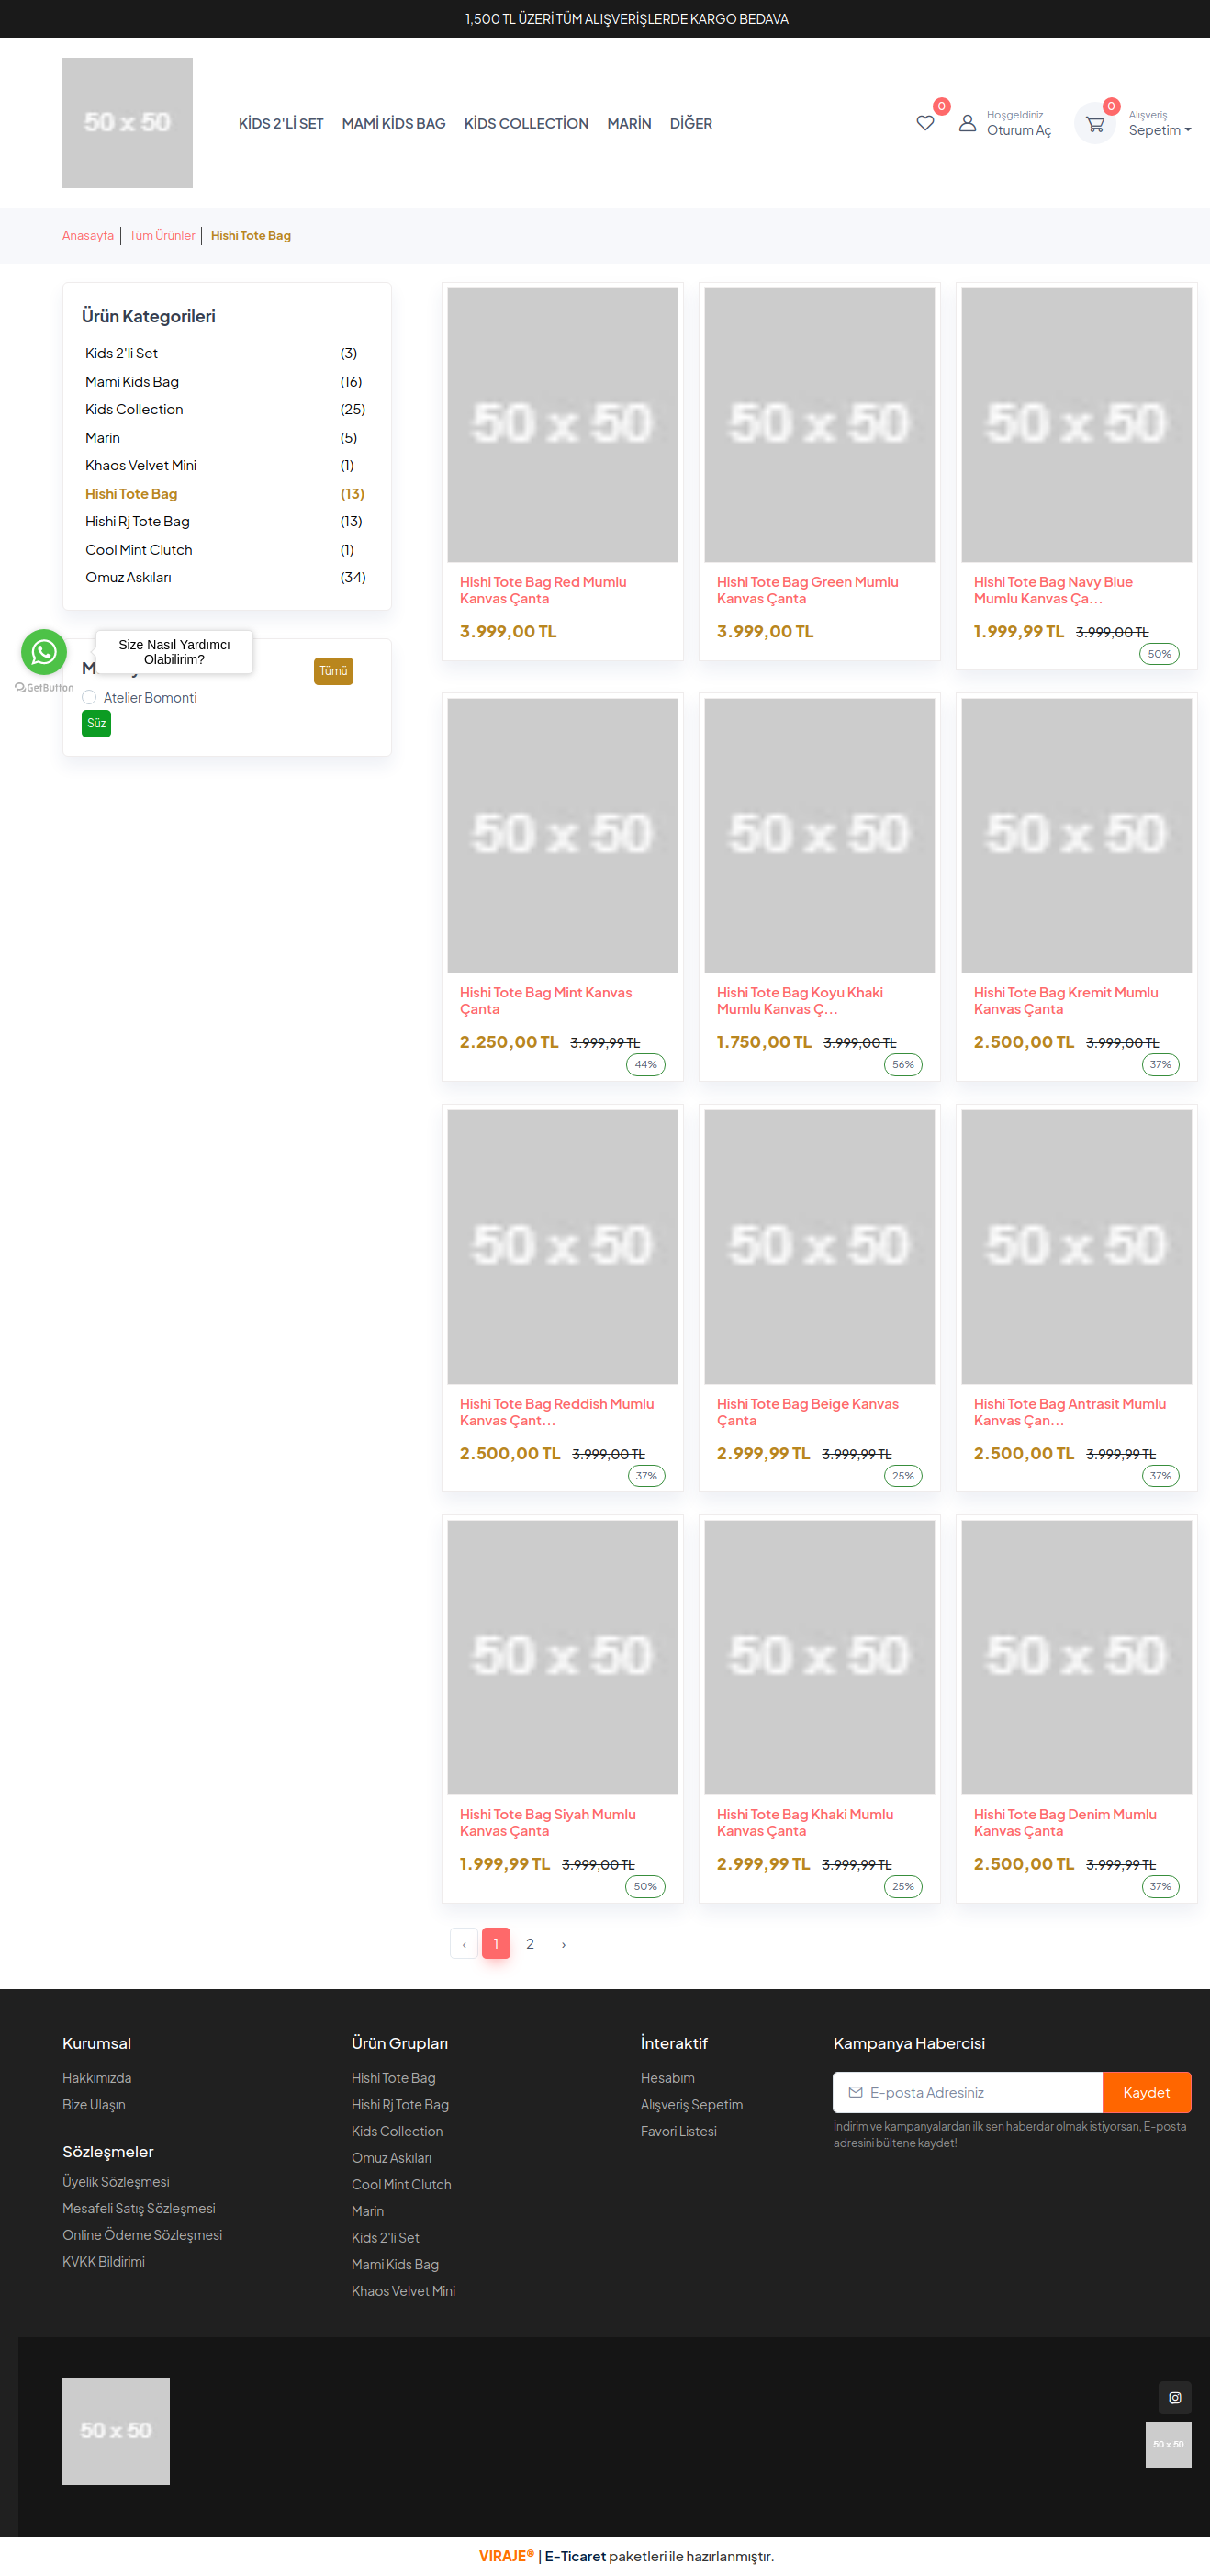 1,500 TL ÜZERİ TÜM ALIŞVERİŞLERDE KARGO BEDAVA
50 x 50
KİDS 2'Lİ SET
MAMİ KİDS BAG
KİDS COLLECTİON
MARİN
DİĞER
0
Hoşgeldiniz
Oturum Aç
0
Alışveriş
Sepetim
Anasayfa
Tüm Ürünler
Hishi Tote Bag
Ürün Kategorileri
Kids 2'li Set (3)
Mami Kids Bag (16)
Kids Collection (25)
Marin (5)
Khaos Velvet Mini (1)
Hishi Tote Bag (13)
Hishi Rj Tote Bag (13)
Cool Mint Clutch (1)
Omuz Askıları (34)
Size Nasıl Yardımcı
Olabilirim?
GetButton
Tümü
Atelier Bomonti
Süz
50 x 50
50 x 50
50 x 50
Hishi Tote Bag Red Mumlu
Kanvas Çanta
3.999,00 TL
Hishi Tote Bag Green Mumlu
Kanvas Çanta
3.999,00 TL
Hishi Tote Bag Navy Blue
Mumlu Kanvas Ça...
1.999,99 TL 3.999,00 TL
50%
50 x 50
50 x 50
50 x 50
Hishi Tote Bag Mint Kanvas
Çanta
2.250,00 TL 3.999,99 TL
44%
Hishi Tote Bag Koyu Khaki
Mumlu Kanvas Ç...
1.750,00 TL 3.999,00 TL
56%
Hishi Tote Bag Kremit Mumlu
Kanvas Çanta
2.500,00 TL 3.999,00 TL
37%
50 x 50
50 x 50
50 x 50
Hishi Tote Bag Reddish Mumlu
Kanvas Çant...
2.500,00 TL 3.999,00 TL
37%
Hishi Tote Bag Beige Kanvas
Çanta
2.999,99 TL 3.999,99 TL
25%
Hishi Tote Bag Antrasit Mumlu
Kanvas Çan...
2.500,00 TL 3.999,99 TL
37%
50 x 50
50 x 50
50 x 50
Hishi Tote Bag Siyah Mumlu
Kanvas Çanta
1.999,99 TL 3.999,00 TL
50%
Hishi Tote Bag Khaki Mumlu
Kanvas Çanta
2.999,99 TL 3.999,99 TL
25%
Hishi Tote Bag Denim Mumlu
Kanvas Çanta
2.500,00 TL 3.999,99 TL
37%
‹ 1 2 ›
Kurumsal
Hakkımızda
Bize Ulaşın
Sözleşmeler
Üyelik Sözleşmesi
Mesafeli Satış Sözleşmesi
Online Ödeme Sözleşmesi
KVKK Bildirimi
Ürün Grupları
Hishi Tote Bag
Hishi Rj Tote Bag
Kids Collection
Omuz Askıları
Cool Mint Clutch
Marin
Kids 2'li Set
Mami Kids Bag
Khaos Velvet Mini
İnteraktif
Hesabım
Alışveriş Sepetim
Favori Listesi
Kampanya Habercisi
E-posta Adresiniz
Kaydet
İndirim ve kampanyalardan ilk sen haberdar olmak istiyorsan, E-posta
adresini bültene kaydet!
50 x 50
50 x 50
VIRAJE® | E-Ticaret paketleri ile hazırlanmıştır.